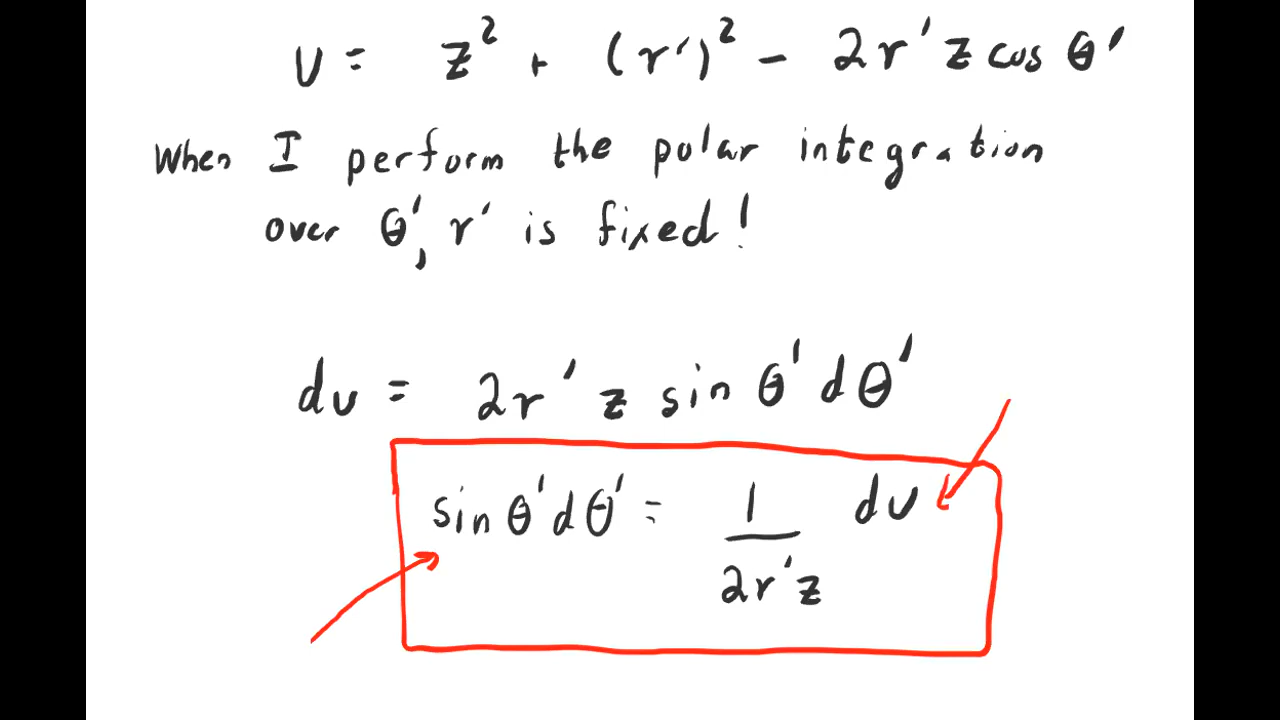 u = z² + (r′)² − 2r′z cos θ′
When I perform the polar integration
over θ′, r′ is fixed!
du = 2r′z sin θ′ dθ′
sin θ′dθ′ = 1/2r′z du